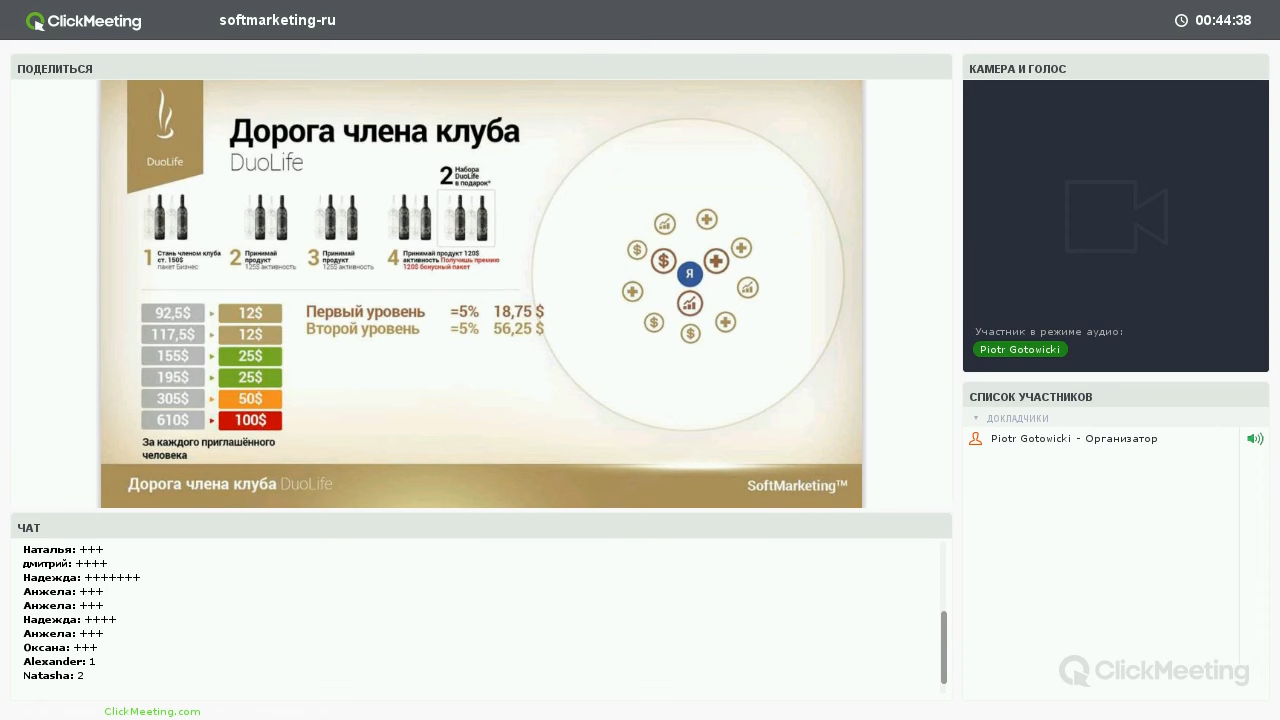 ClickMeeting
softmarketing-ru
00:44:38
ПОДЕЛИТЬСЯ
DuoLife
Дорога члена клуба
DuoLife
2 Набора
DuoLife
в подарок*
1 Стань членом клуба
ст. 150$
пакет Бизнес
2 Принимай
продукт
125$ активность
3 Принимай
продукт
125$ активность
4 Принимай продукт 120$
активность Получишь премию
120$ бонусный пакет
92,5$ 12$
117,5$ 12$
155$ 25$
195$ 25$
305$ 50$
610$ 100$
За каждого приглашённого
человека
Первый уровень =5% 18,75 $
Второй уровень =5% 56,25 $
Я
Дорога члена клуба DuoLife
SoftMarketing™
КАМЕРА И ГОЛОС
Участник в режиме аудио:
Piotr Gotowicki
СПИСОК УЧАСТНИКОВ
ДОКЛАДЧИКИ
Piotr Gotowicki - Организатор
ЧАТ
Наталья: +++
дмитрий: ++++
Надежда: +++++++
Анжела: +++
Анжела: +++
Надежда: ++++
Анжела: +++
Оксана: +++
Alexander: 1
Natasha: 2
ClickMeeting
ClickMeeting.com